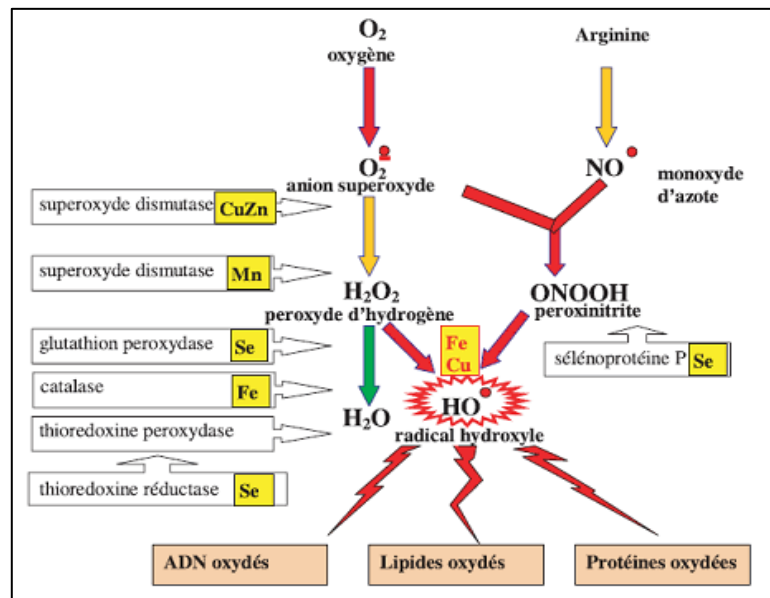 O2
oxygène
Arginine
O2
anion superoxyde
NO
monoxyde
d'azote
superoxyde dismutase CuZn
superoxyde dismutase Mn
H2O2
peroxyde d'hydrogène
ONOOH
peroxinitrite
Fe
Cu
glutathion peroxydase Se
sélénoprotéine P Se
catalase Fe
H2O
HO
radical hydroxyle
thioredoxine peroxydase
thioredoxine réductase Se
ADN oxydés
Lipides oxydés
Protéines oxydées